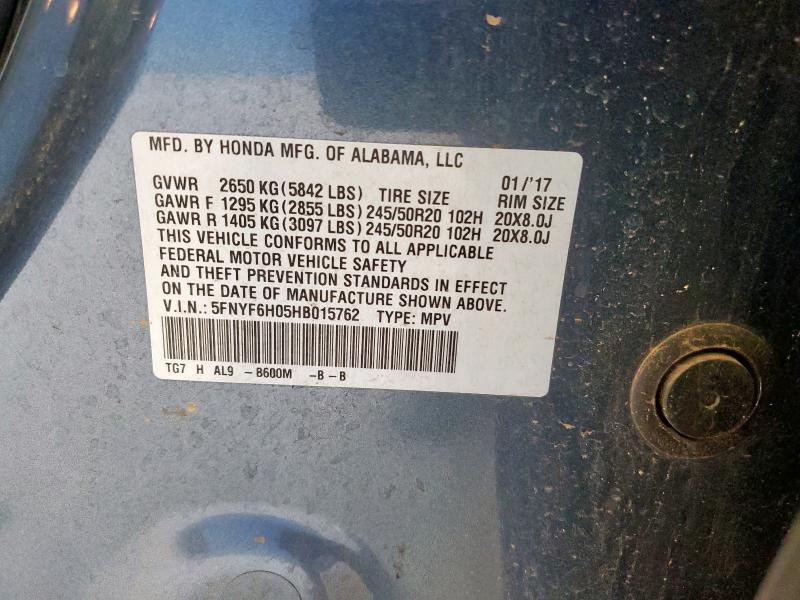 MFD. BY HONDA MFG. OF ALABAMA, LLC 01/'17
GVWR 2650 KG(5842 LBS) TIRE SIZE RIM SIZE
GAWR F 1295 KG(2855 LBS) 245/50R20 102H 20X8.0J
GAWR R 1405 KG(3097 LBS) 245/50R20 102H 20X8.0J
THIS VEHICLE CONFORMS TO ALL APPLICABLE
FEDERAL MOTOR VEHICLE SAFETY
AND THEFT PREVENTION STANDARDS IN EFFECT
ON THE DATE OF MANUFACTURE SHOWN ABOVE.
V.I.N.: 5FNYF6H05HB015762 TYPE: MPV
TG7 H AL9 -B600M -B-B